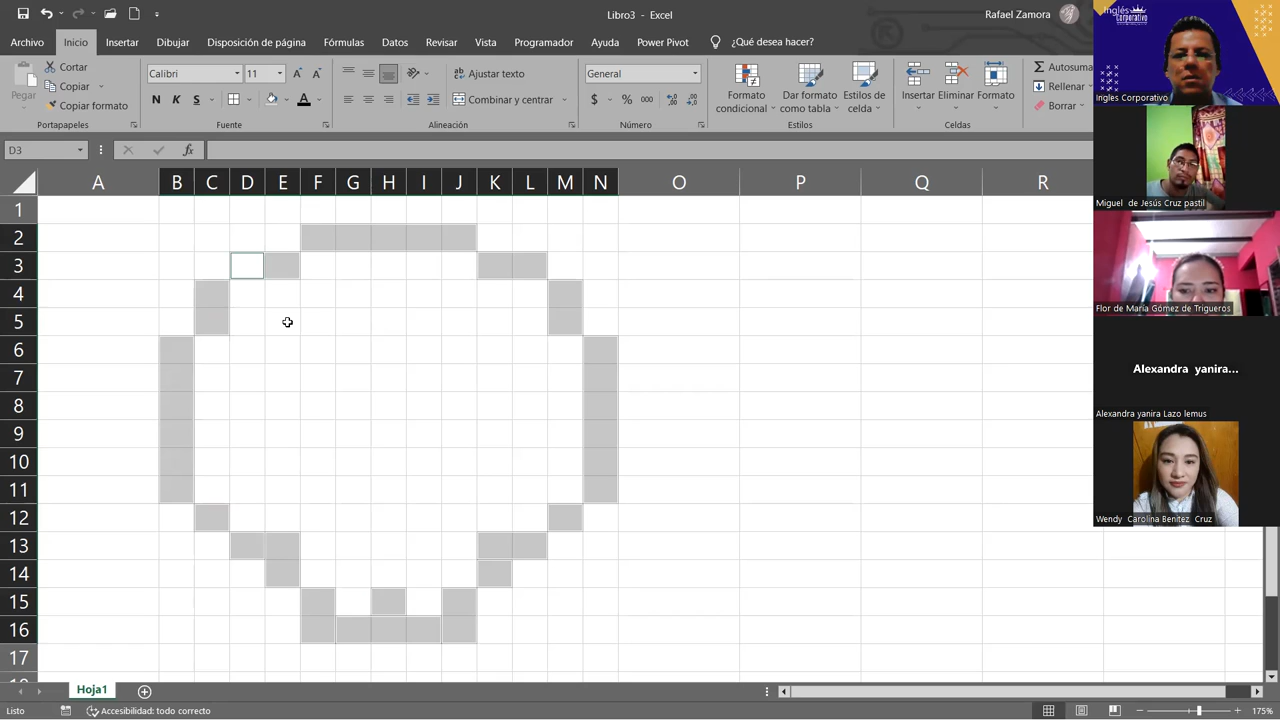 Libro3 - Excel
Rafael Zamora
Archivo Inicio Insertar Dibujar Disposición de página Fórmulas Datos Revisar Vista Programador Ayuda Power Pivot ¿Qué desea hacer?
Pegar
Cortar
Copiar
Copiar formato
Portapapeles
Calibri 11
N K S
Fuente
Ajustar texto
Combinar y centrar
Alineación
General
$ % 000
Número
Formato condicional
Dar formato como tabla
Estilos de celda
Estilos
Insertar
Eliminar
Formato
Celdas
Autosuma
Rellenar
Borrar
D3
fx
A B C D E F G H I J K L M N O P Q R
1
2
3
4
5
6
7
8
9
10
11
12
13
14
15
16
17
Hoja1
Listo
Accesibilidad: todo correcto
175%
Inglés
Corporativo
Ingles Corporativo
Miguel de Jesús Cruz pastil
Flor de María Gómez de Trigueros
Alexandra yanira...
Alexandra yanira Lazo lemus
Wendy Carolina Benitez Cruz